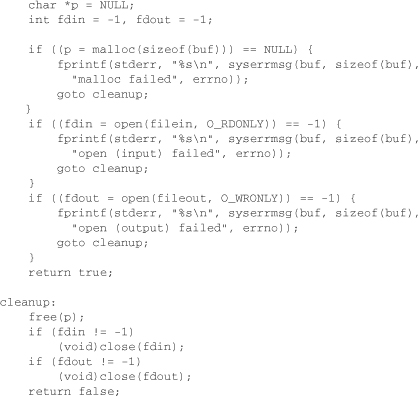 char *p = NULL;
    int fdin = -1, fdout = -1;

    if ((p = malloc(sizeof(buf))) == NULL) {
        fprintf(stderr, "%s\n", syserrmsg(buf, sizeof(buf),
          "malloc failed", errno));
        goto cleanup;
    }
    if ((fdin = open(filein, O_RDONLY)) == -1) {
        fprintf(stderr, "%s\n", syserrmsg(buf, sizeof(buf),
          "open (input) failed", errno));
        goto cleanup;
    }
    if ((fdout = open(fileout, O_WRONLY)) == -1) {
        fprintf(stderr, "%s\n", syserrmsg(buf, sizeof(buf),
          "open (output) failed", errno));
        goto cleanup;
    }
    return true;

cleanup:
    free(p);
    if (fdin != -1)
        (void)close(fdin);
    if (fdout != -1)
        (void)close(fdout);
    return false;